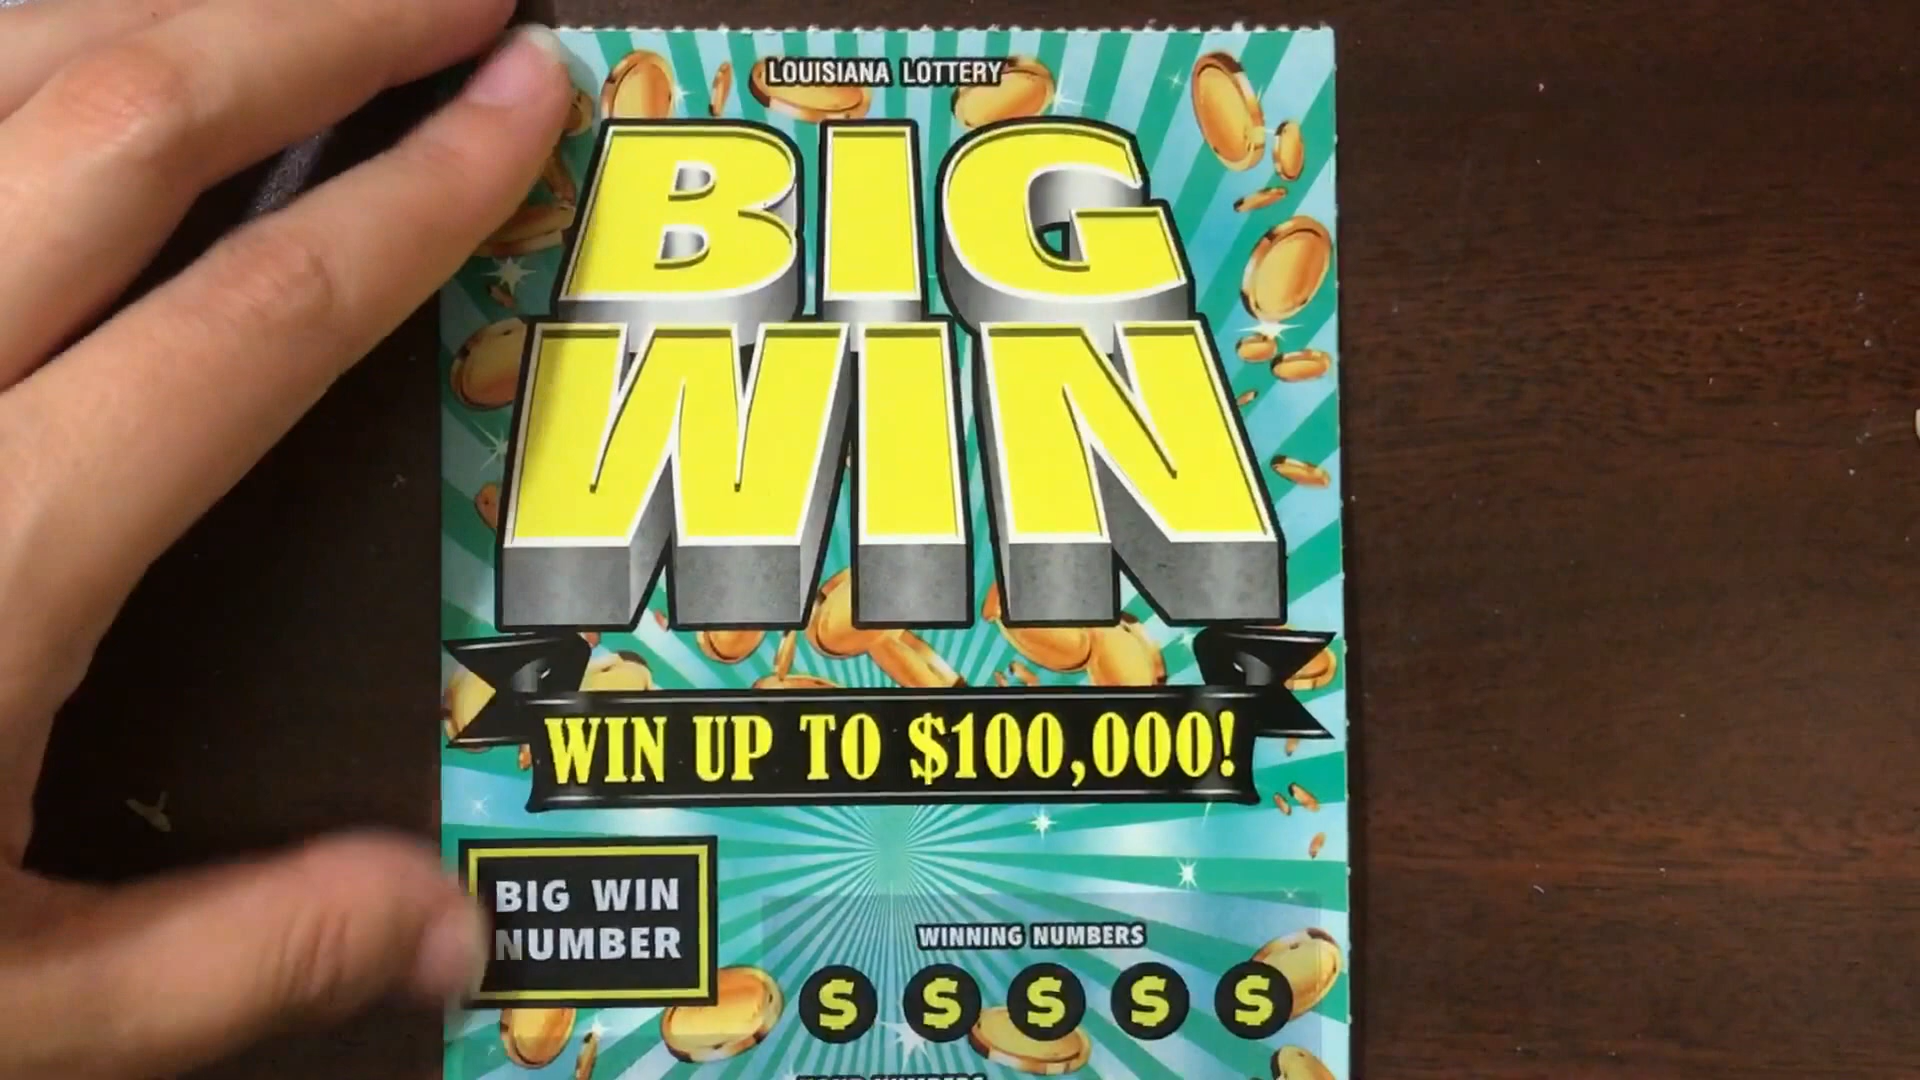 LOUISIANA LOTTERY
BIG
WIN
WIN UP TO $100,000!
BIG WIN
NUMBER
WINNING NUMBERS
$ $ $ $ $